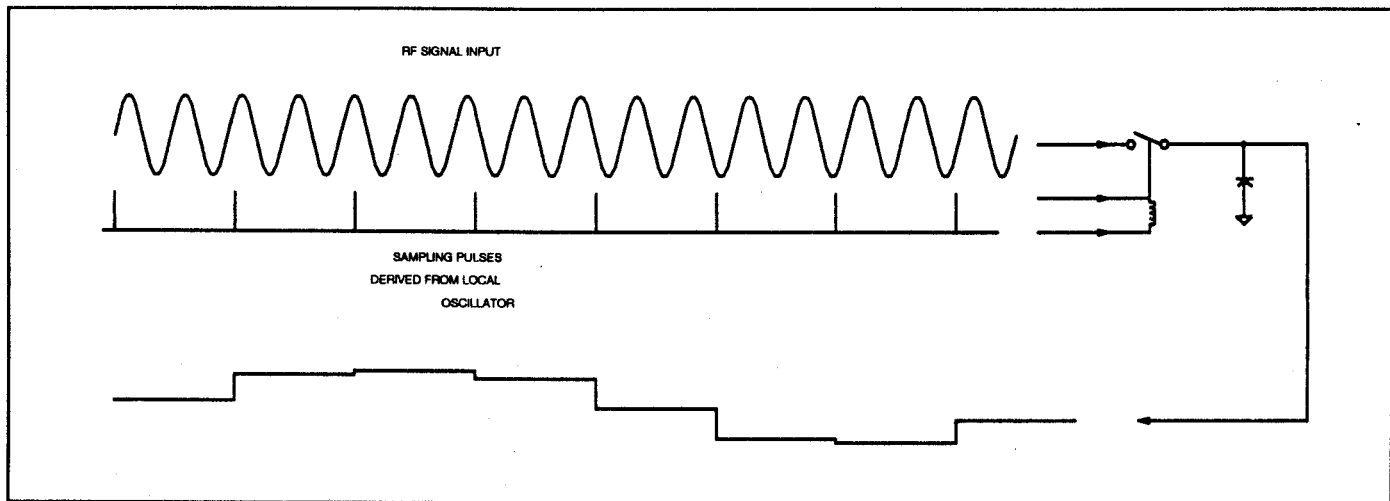 RF SIGNAL INPUT
SAMPLING PULSES
DERIVED FROM LOCAL
OSCILLATOR